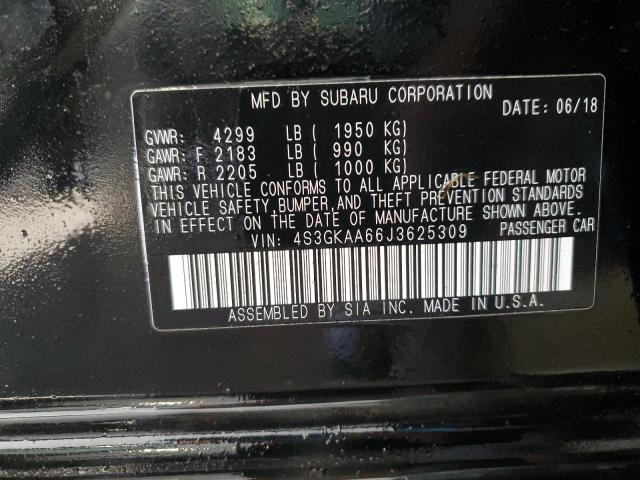 MFD BY SUBARU CORPORATION
DATE: 06/18
GVWR: 4299 LB ( 1950 KG)
GAWR: F 2183 LB ( 990 KG)
GAWR: R 2205 LB ( 1000 KG)
THIS VEHICLE CONFORMS TO ALL APPLICABLE FEDERAL MOTOR
VEHICLE SAFETY, BUMPER, AND THEFT PREVENTION STANDARDS
IN EFFECT ON THE DATE OF MANUFACTURE SHOWN ABOVE.
VIN: 4S3GKAA66J3625309 PASSENGER CAR
ASSEMBLED BY SIA INC. MADE IN U.S.A.